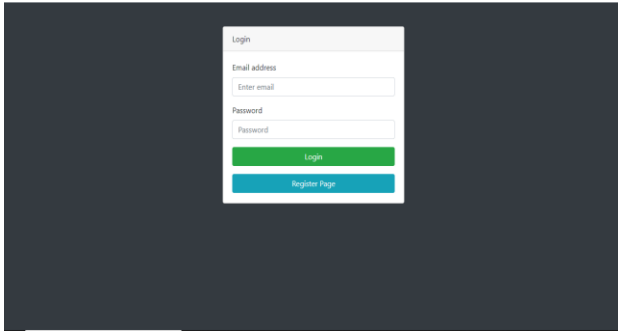 Login
Email address
Enter email
Password
Password
Login
Register Page